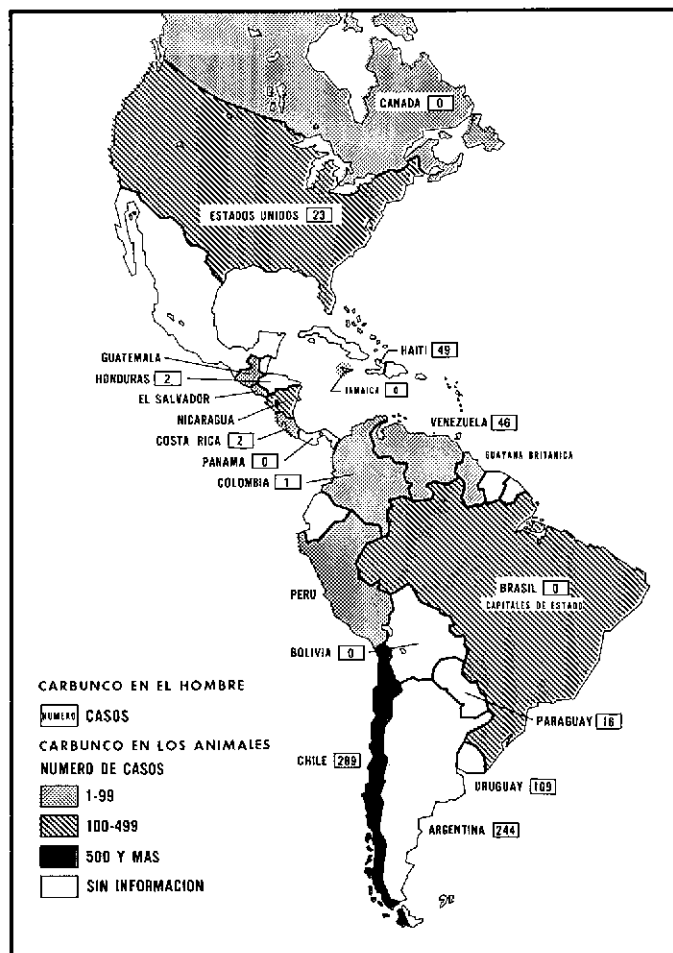 CANADA 0
ESTADOS UNIDOS 23
HAITI 49
GUATEMALA
HONDURAS 2
JAMAICA 0
EL SALVADOR
NICARAGUA
VENEZUELA 46
COSTA RICA 2
GUAYANA BRITANICA
PANAMA 0
COLOMBIA 1
BRASIL 0
CAPITALES DE ESTADO
PERU
BOLIVIA 0
CARBUNCO EN EL HOMBRE
NUMERO CASOS
PARAGUAY 16
CARBUNCO EN LOS ANIMALES
NUMERO DE CASOS
CHILE 289
URUGUAY 109
1-99
100-499
ARGENTINA 244
500 Y MAS
SIN INFORMACION